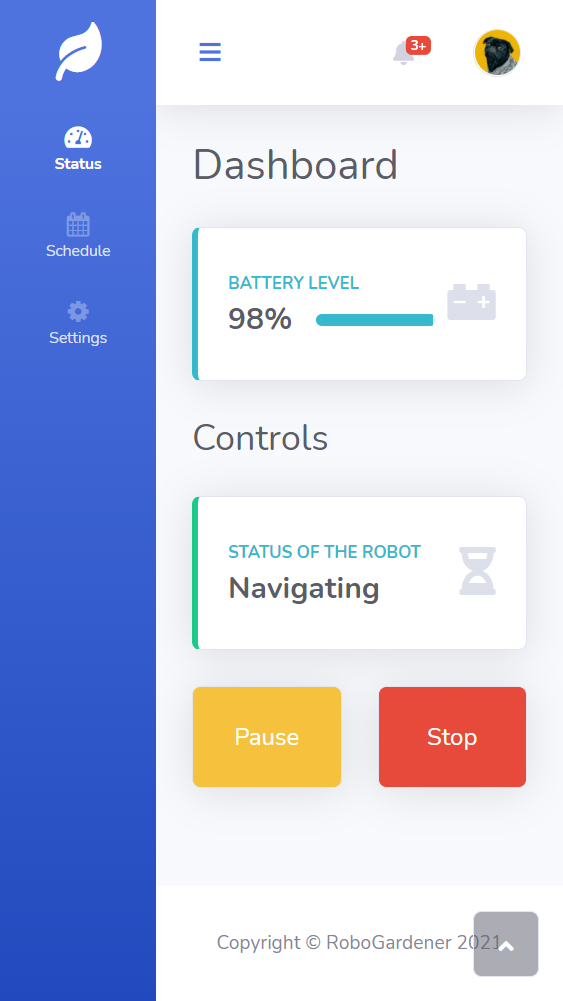 3+
Status
Schedule
Settings
Dashboard
BATTERY LEVEL
98%
Controls
STATUS OF THE ROBOT
Navigating
Pause
Stop
Copyright © RoboGardener 2021